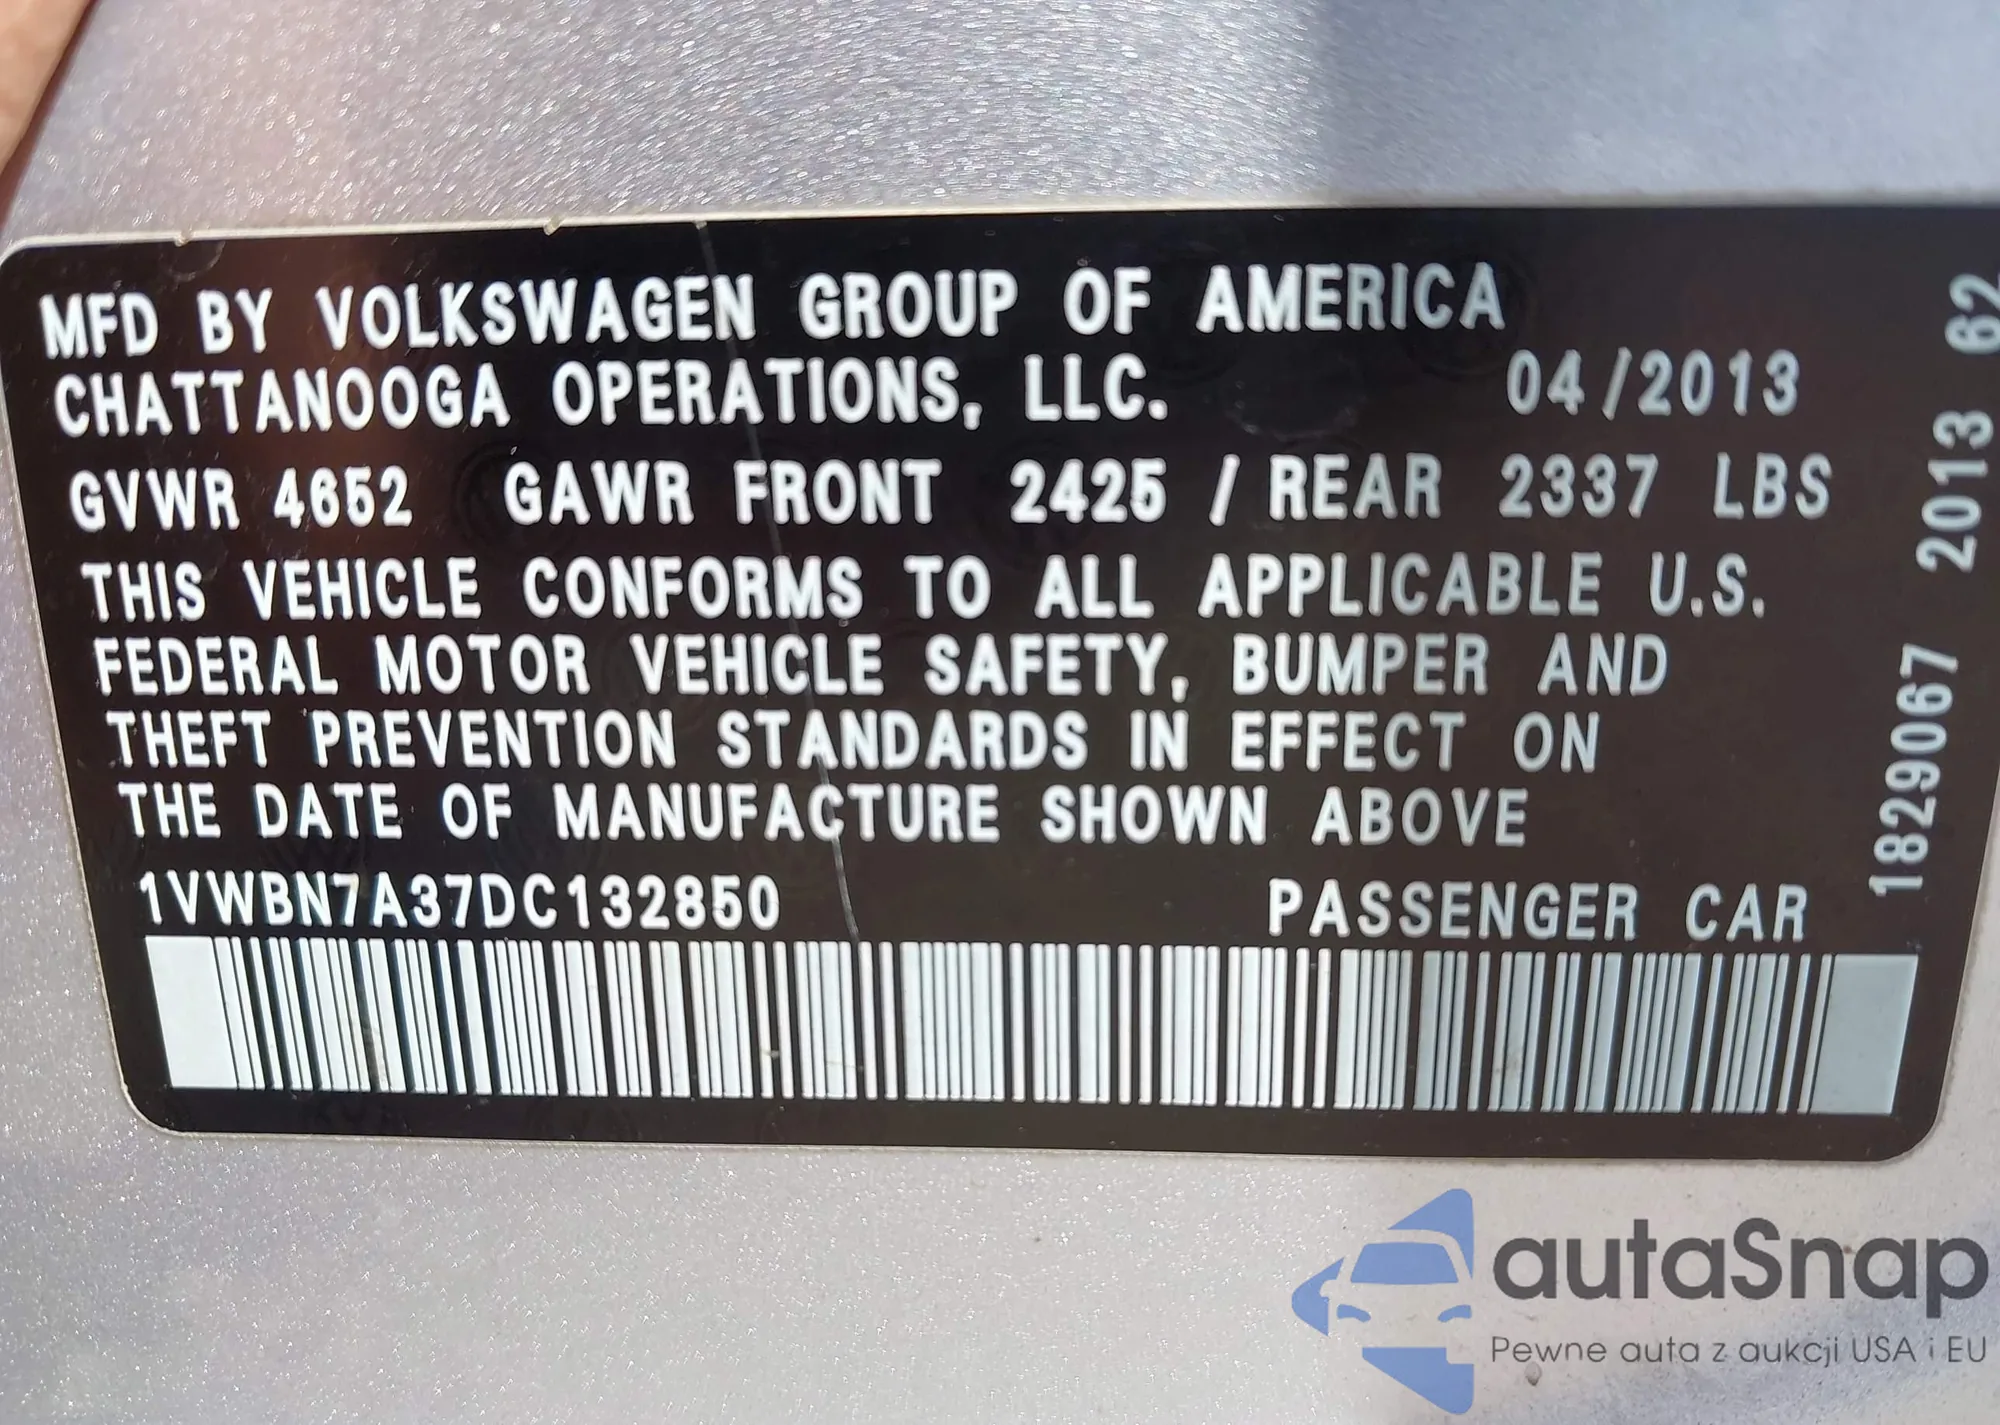 MFD BY VOLKSWAGEN GROUP OF AMERICA
CHATTANOOGA OPERATIONS, LLC. 04/2013
GVWR 4652 GAWR FRONT 2425 / REAR 2337 LBS
THIS VEHICLE CONFORMS TO ALL APPLICABLE U.S.
FEDERAL MOTOR VEHICLE SAFETY, BUMPER AND
THEFT PREVENTION STANDARDS IN EFFECT ON
THE DATE OF MANUFACTURE SHOWN ABOVE
1VWBN7A37DC132850 PASSENGER CAR
1829067 2013 62
autaSnap
Pewne auta z aukcji USA i EU